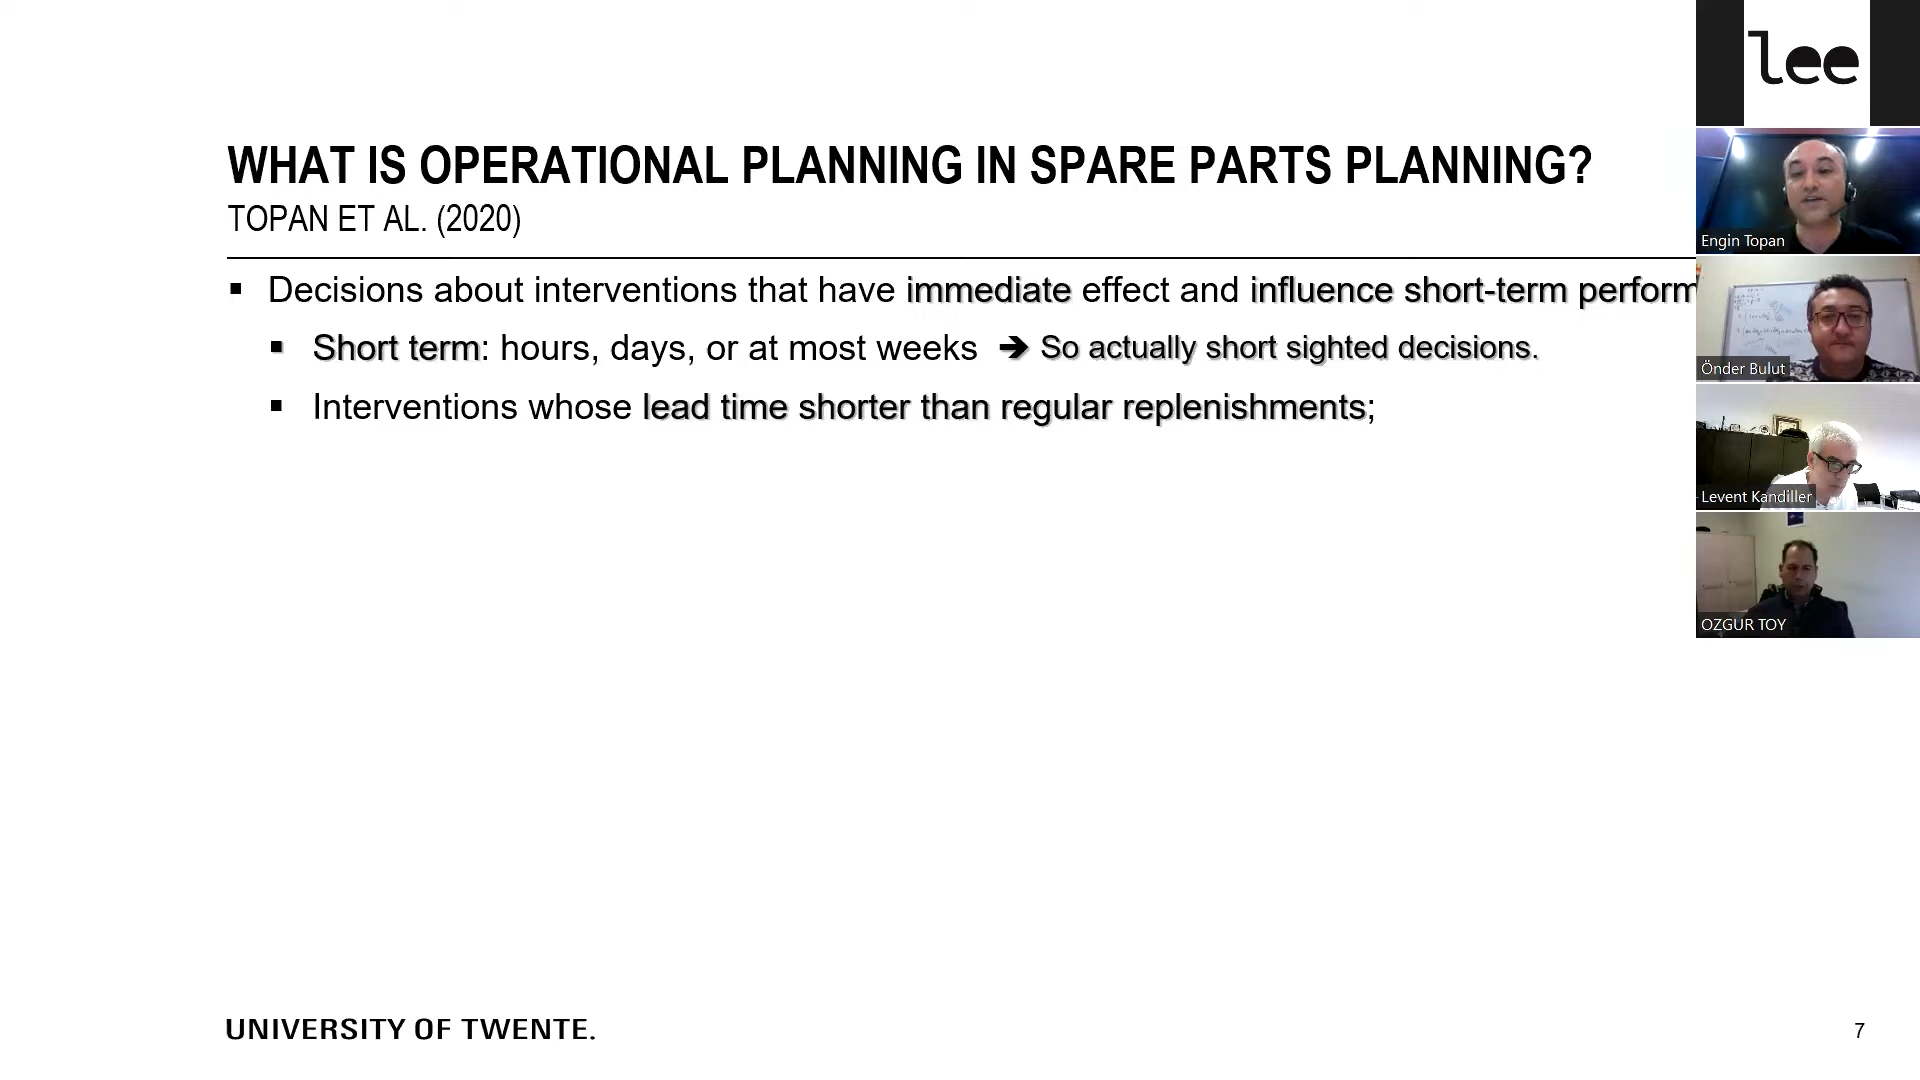 WHAT IS OPERATIONAL PLANNING IN SPARE PARTS PLANNING?
TOPAN ET AL. (2020)
▪ Decisions about interventions that have immediate effect and influence short-term perform
▪ Short term: hours, days, or at most weeks ➔ So actually short sighted decisions.
▪ Interventions whose lead time shorter than regular replenishments;
UNIVERSITY OF TWENTE.
7
lee
Engin Topan
Önder Bulut
Levent Kandiller
OZGUR TOY